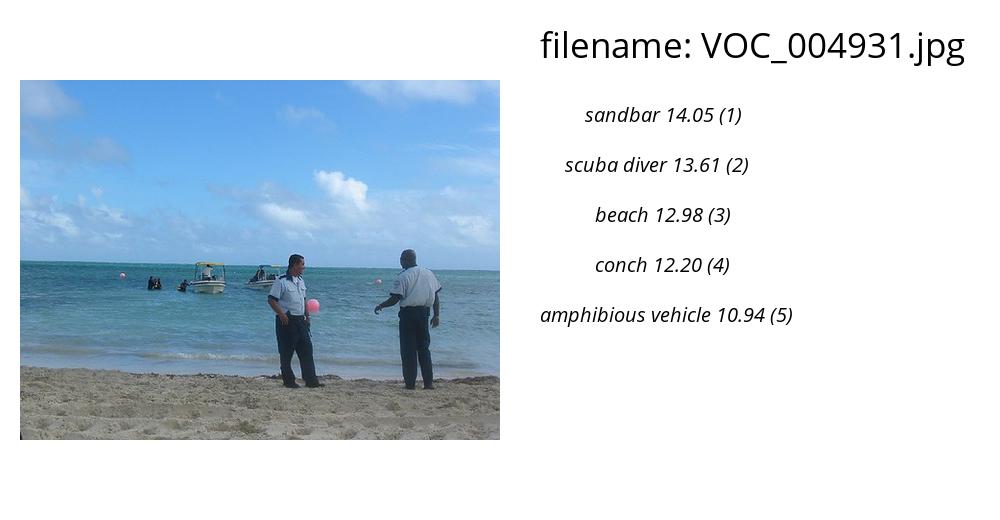 filename: VOC_004931.jpg
sandbar 14.05 (1)
scuba diver 13.61 (2)
beach 12.98 (3)
conch 12.20 (4)
amphibious vehicle 10.94 (5)